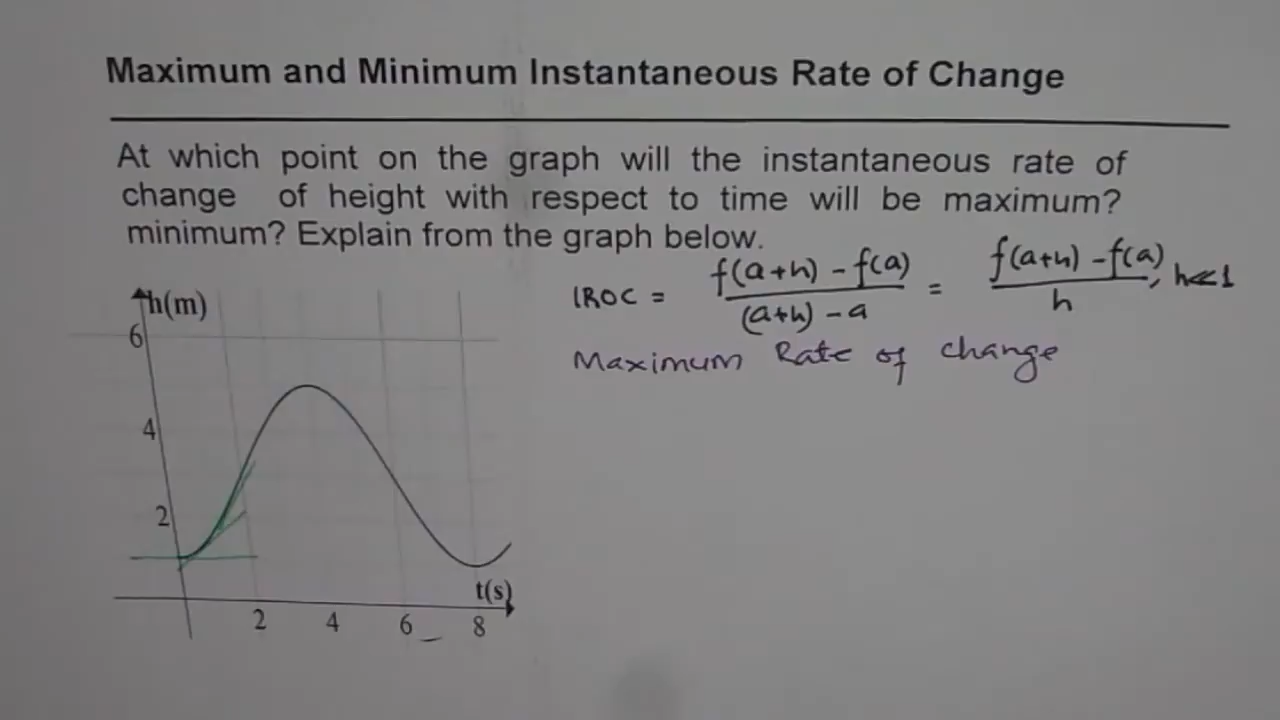 Maximum and Minimum Instantaneous Rate of Change
At which point on the graph will the instantaneous rate of
change of height with respect to time will be maximum?
minimum? Explain from the graph below.
IROC = f(a+h) - f(a) / (a+h) - a = f(a+h) - f(a) / h, h≪1
Maximum Rate of change
h(m)
6
4
2
t(s)
2 4 6 8